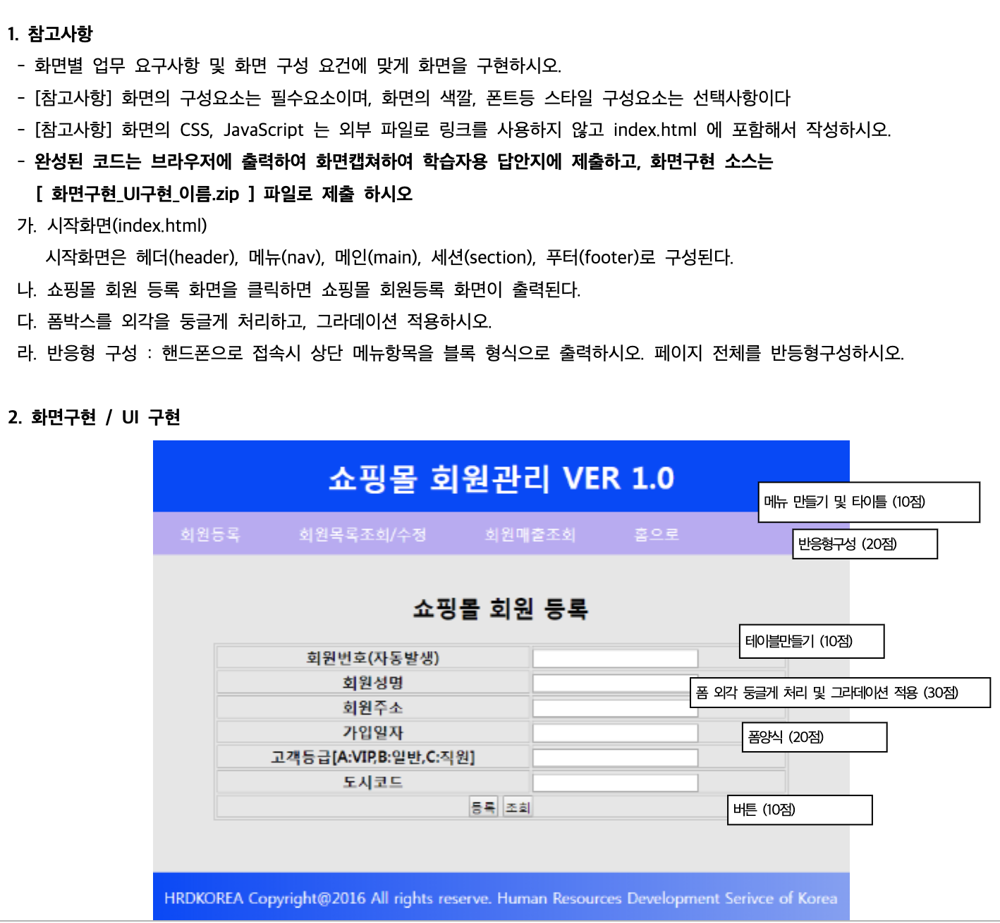 1. 참고사항
- 화면별 업무 요구사항 및 화면 구성 요건에 맞게 화면을 구현하시오.
- [참고사항] 화면의 구성요소는 필수요소이며, 화면의 색깔, 폰트등 스타일 구성요소는 선택사항이다
- [참고사항] 화면의 CSS, JavaScript 는 외부 파일로 링크를 사용하지 않고 index.html 에 포함해서 작성하시오.
- 완성된 코드는 브라우저에 출력하여 화면캡쳐하여 학습자용 답안지에 제출하고, 화면구현 소스는
[ 화면구현_UI구현_이름.zip ] 파일로 제출 하시오
가. 시작화면(index.html)
시작화면은 헤더(header), 메뉴(nav), 메인(main), 세션(section), 푸터(footer)로 구성된다.
나. 쇼핑몰 회원 등록 화면을 클릭하면 쇼핑몰 회원등록 화면이 출력된다.
다. 폼박스를 외각을 둥글게 처리하고, 그라데이션 적용하시오.
라. 반응형 구성 : 핸드폰으로 접속시 상단 메뉴항목을 블록 형식으로 출력하시오. 페이지 전체를 반등형구성하시오.
2. 화면구현 / UI 구현
쇼핑몰 회원관리 VER 1.0
메뉴 만들기 및 타이틀 (10점)
회원등록 회원목록조회/수정 회원매출조회 홈으로
반응형구성 (20점)
쇼핑몰 회원 등록
테이블만들기 (10점)
회원번호(자동발생)
회원성명
폼 외각 둥글게 처리 및 그라데이션 적용 (30점)
회원주소
가입일자
폼양식 (20점)
고객등급[A:VIP,B:일반,C:직원]
도시코드
등록 조회
버튼 (10점)
HRDKOREA Copyright@2016 All rights reserve. Human Resources Development Serivce of Korea